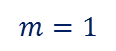 m = 1